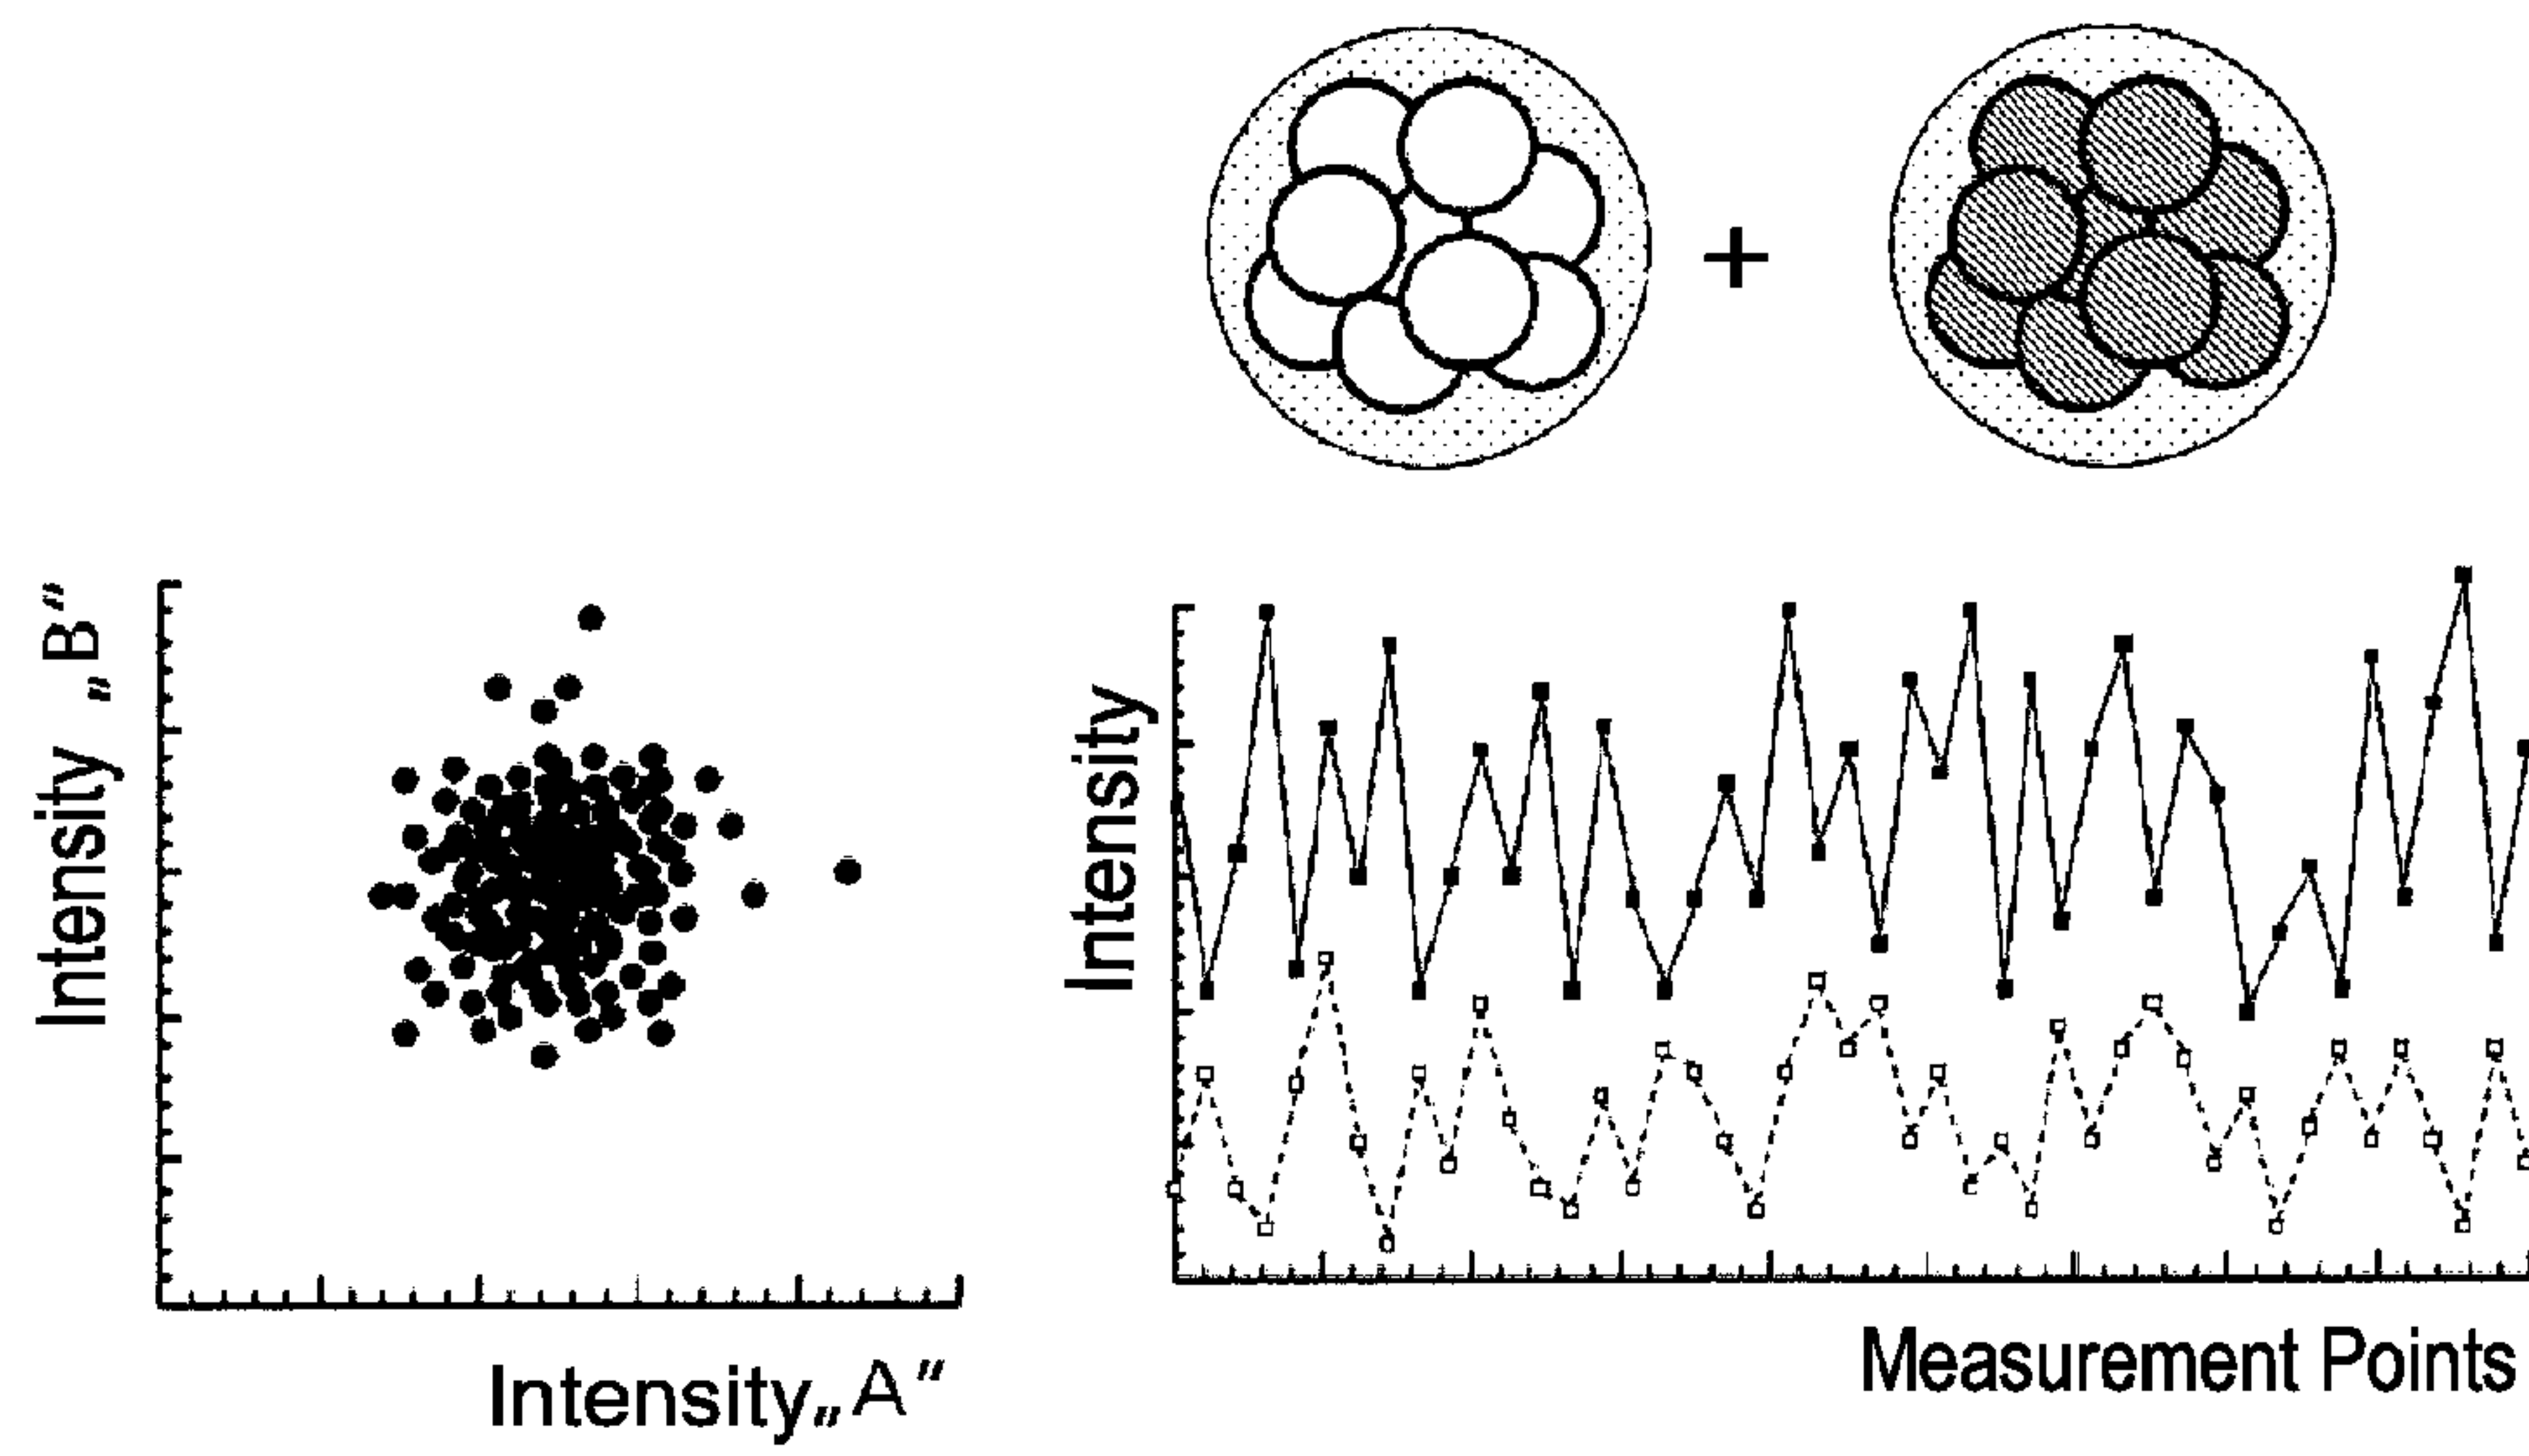 +
Intensity „B"
Intensity„A"
Intensity
Measurement Points